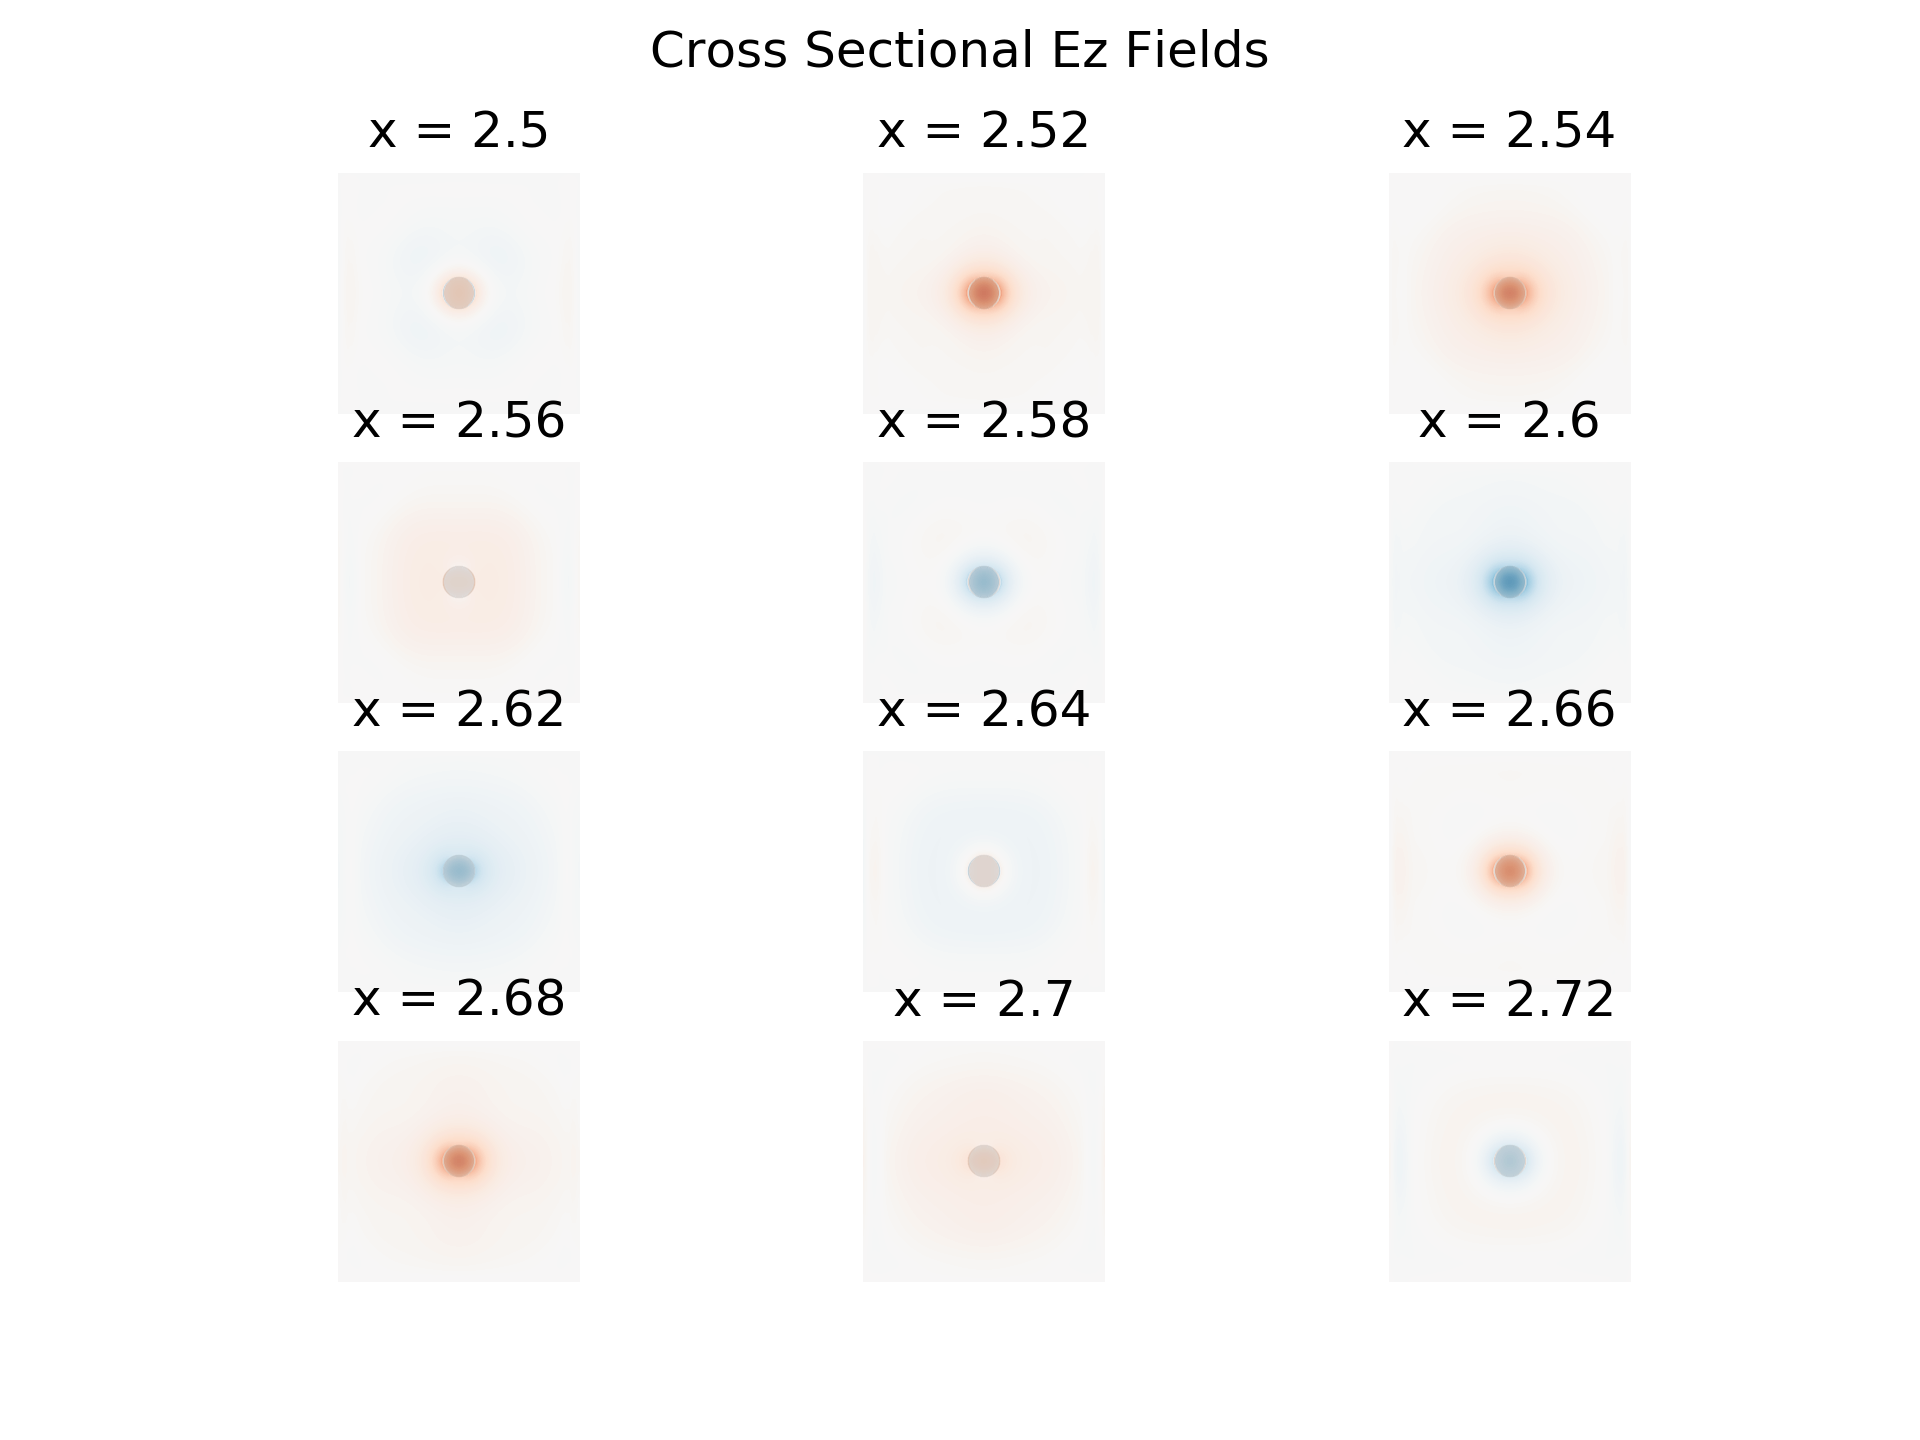 Cross Sectional Ez Fields
x = 2.5
x = 2.52
x = 2.54
x = 2.56
x = 2.58
x = 2.6
x = 2.62
x = 2.64
x = 2.66
x = 2.68
x = 2.7
x = 2.72